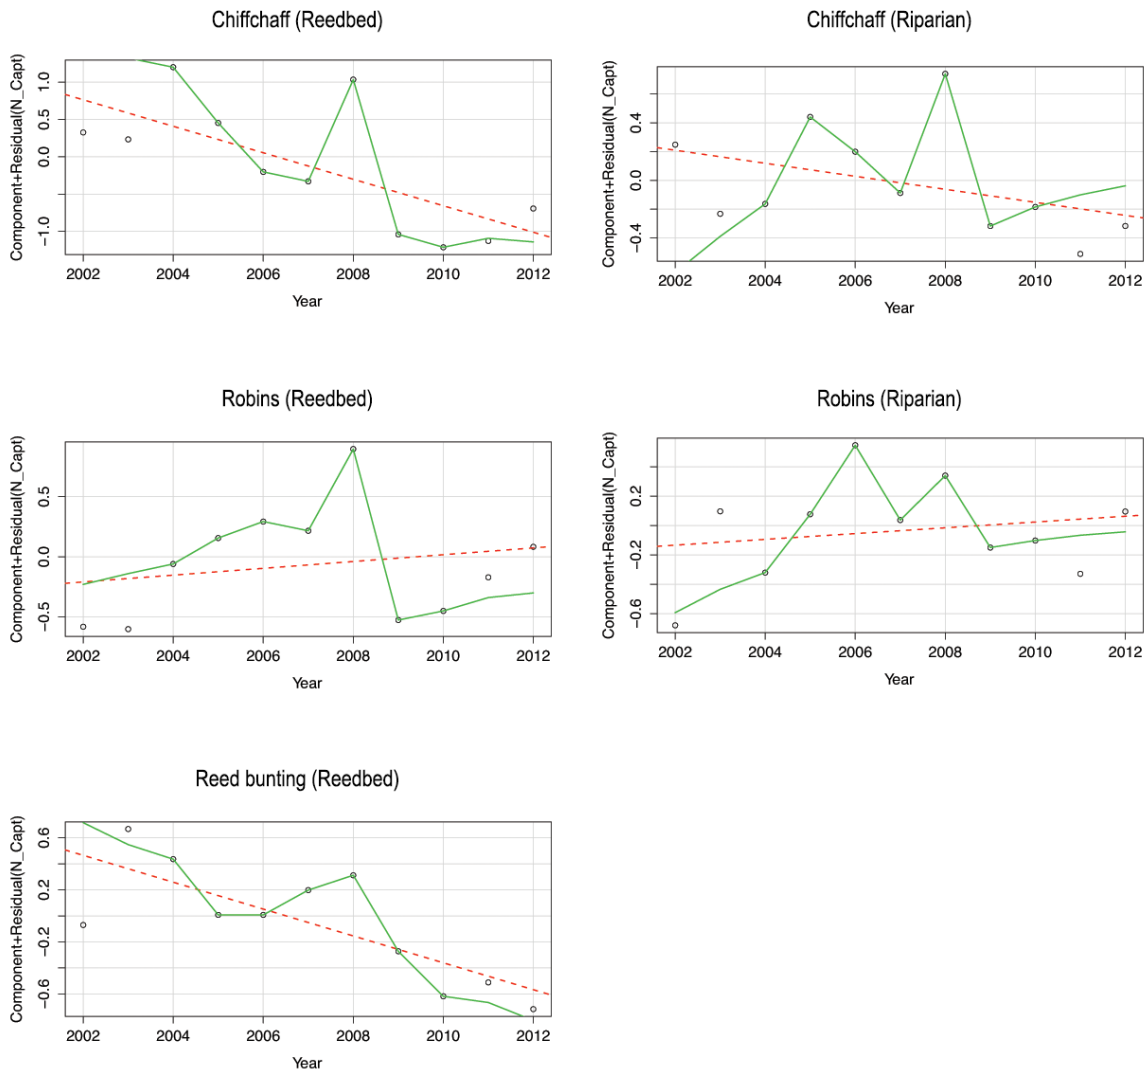 Chiffchaff (Reedbed)
Component+Residual(N_Capt)
1.0
0.5
0.0
−1.0
2002 2004 2006 2008 2010 2012
Year
Chiffchaff (Riparian)
Component+Residual(N_Capt)
0.4
0.0
−0.4
2002 2004 2006 2008 2010 2012
Year
Robins (Reedbed)
Component+Residual(N_Capt)
0.5
0.0
−0.5
2002 2004 2006 2008 2010 2012
Year
Robins (Riparian)
Component+Residual(N_Capt)
0.2
−0.2
−0.6
2002 2004 2006 2008 2010 2012
Year
Reed bunting (Reedbed)
Component+Residual(N_Capt)
0.6
0.2
−0.2
−0.6
2002 2004 2006 2008 2010 2012
Year